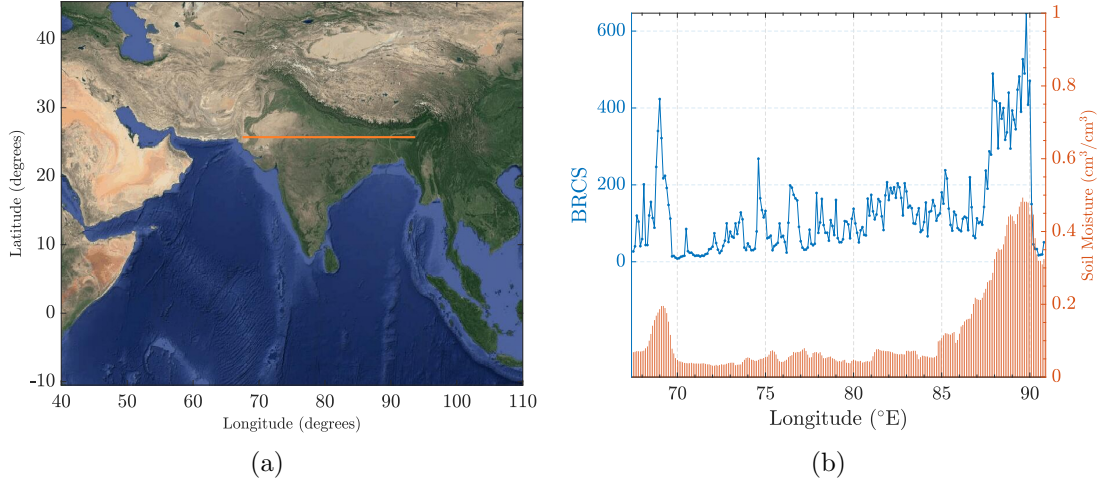 40
30
20
10
0
-10
Latitude (degrees)
40 50 60 70 80 90 100 110
Longitude (degrees)
(a)
600
400
200
0
BRCS
1
0.8
0.6
0.4
0.2
0
Soil Moisture (cm³/cm³)
70 75 80 85 90
Longitude (°E)
(b)